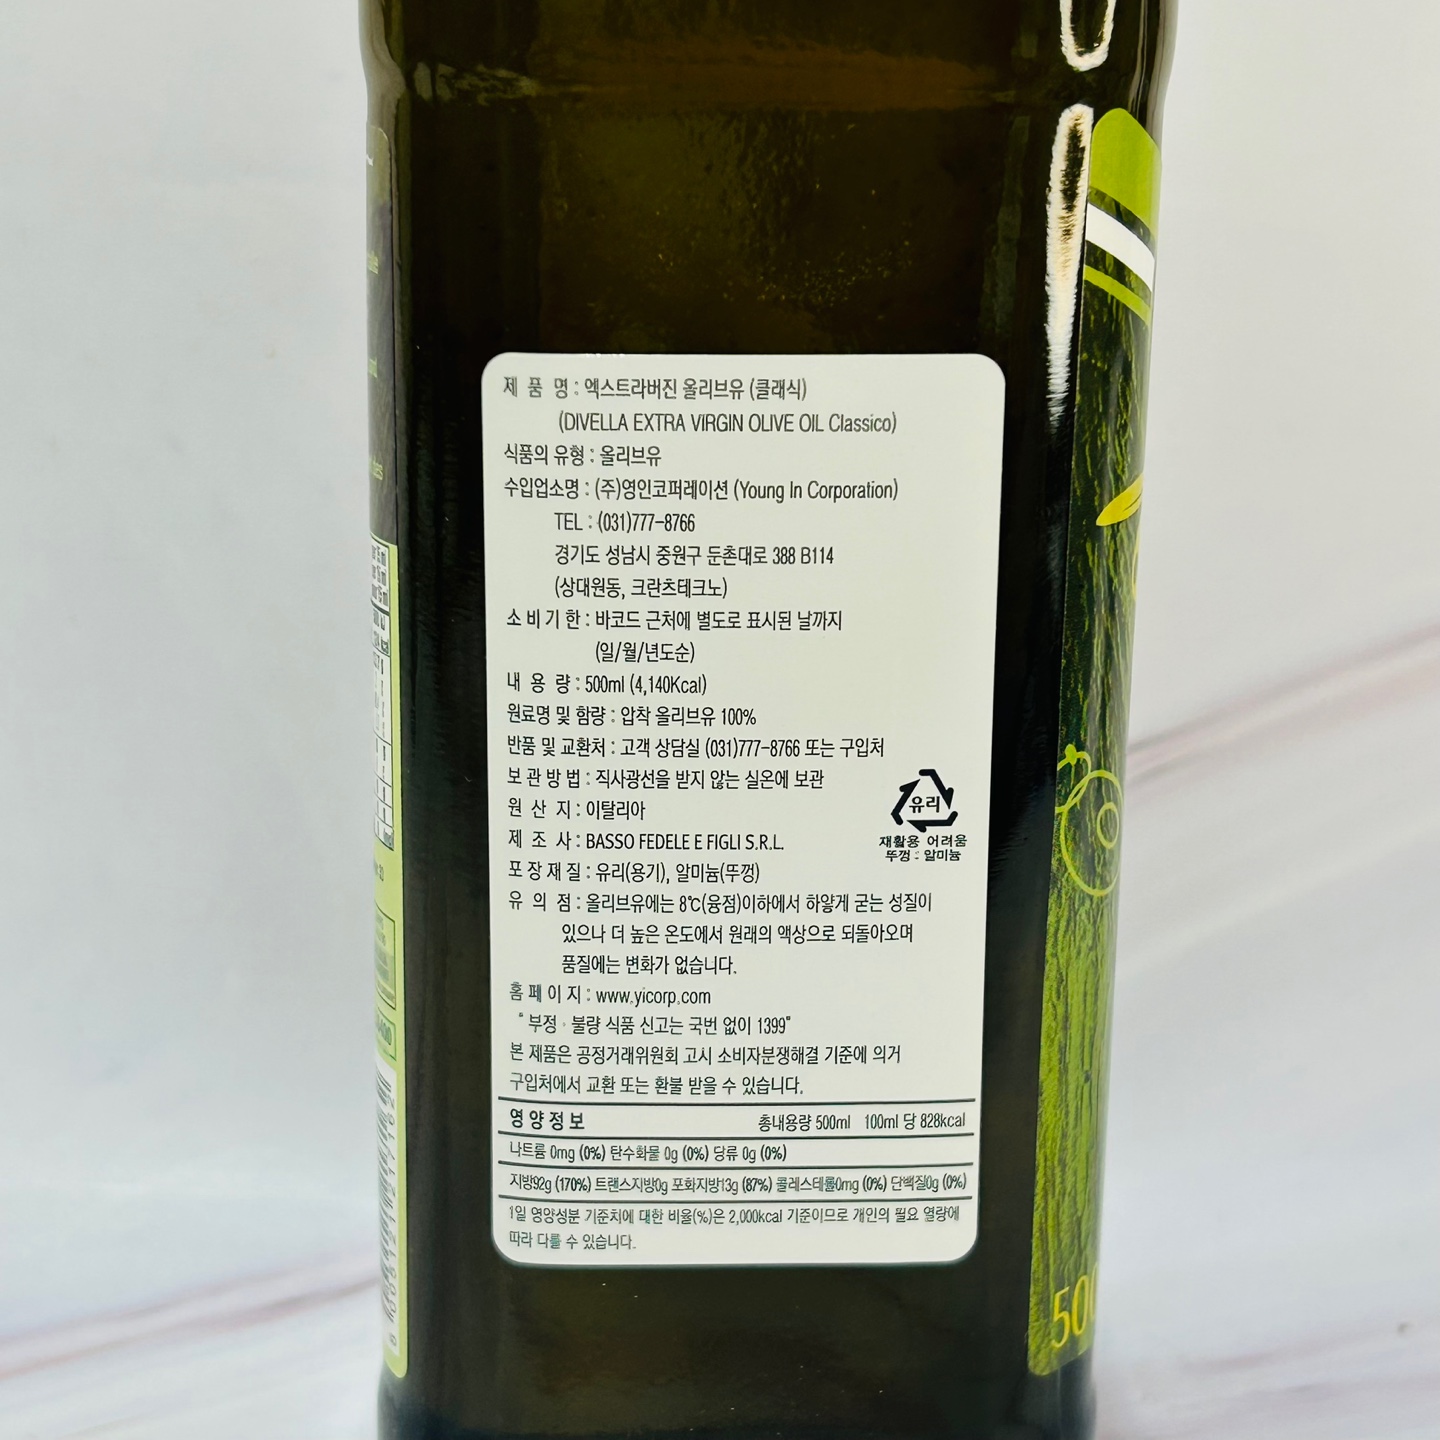 제 품 명 : 엑스트라버진 올리브유 (클래식)
(DIVELLA EXTRA VIRGIN OLIVE OIL Classico)
식품의 유형 : 올리브유
수입업소명 : (주)영인코퍼레이션 (Young In Corporation)
TEL : (031)777-8766
경기도 성남시 중원구 둔촌대로 388 B114
(상대원동, 크란츠테크노)
소 비 기 한 : 바코드 근처에 별도로 표시된 날까지
(일/월/년도순)
내 용 량 : 500ml (4,140Kcal)
원료명 및 함량 : 압착 올리브유 100%
반품 및 교환처 : 고객 상담실 (031)777-8766 또는 구입처
보 관 방 법 : 직사광선을 받지 않는 실온에 보관
원 산 지 : 이탈리아
제 조 사 : BASSO FEDELE E FIGLI S.R.L.
포 장 재 질 : 유리(용기), 알미늄(뚜껑)
유리
재활용 어려움
뚜껑 : 알미늄
유 의 점 : 올리브유에는 8℃(융점)이하에서 하얗게 굳는 성질이
있으나 더 높은 온도에서 원래의 액상으로 되돌아오며
품질에는 변화가 없습니다.
홈 페 이 지 : www.yicorp.com
"부정·불량 식품 신고는 국번 없이 1399"
본 제품은 공정거래위원회 고시 소비자분쟁해결 기준에 의거
구입처에서 교환 또는 환불 받을 수 있습니다.
영 양 정 보 총내용량 500ml 100ml 당 828kcal
나트륨 0mg (0%) 탄수화물 0g (0%) 당류 0g (0%)
지방92g (170%) 트랜스지방0g 포화지방13g (87%) 콜레스테롤0mg (0%) 단백질0g (0%)
1일 영양성분 기준치에 대한 비율(%)은 2,000kcal 기준이므로 개인의 필요 열량에
따라 다를 수 있습니다.